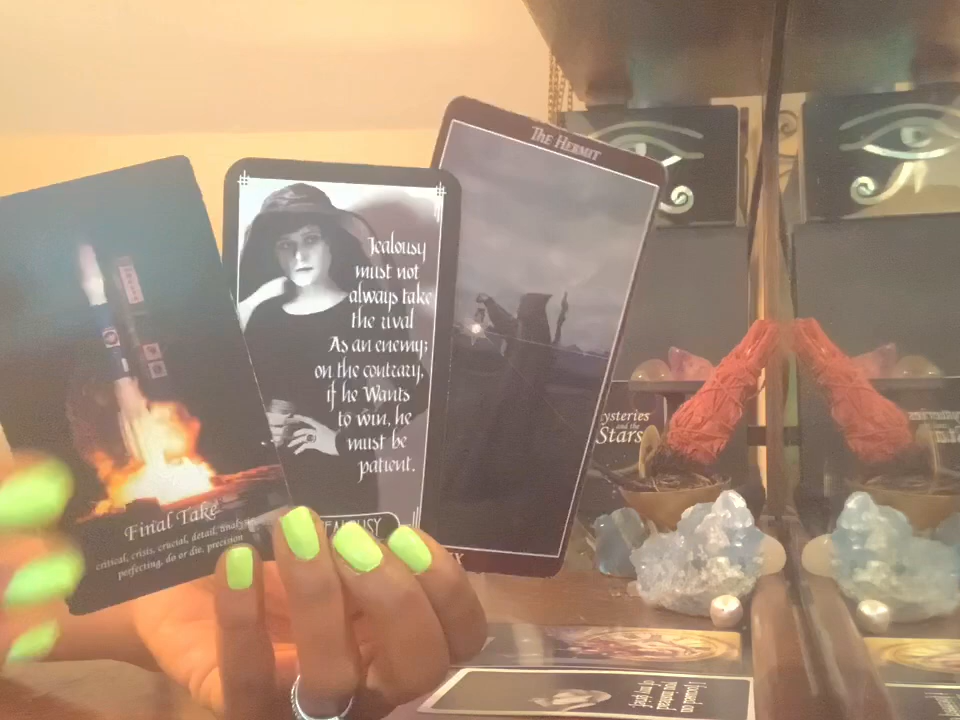 Final Take
critical, crisis, crucial, detail, analysis
perfecting, do or die, precision
Jealousy
must not
always take
the rival
As an enemy;
on the contrary,
if he Wants
to win, he
must be
patient.
JEALOUSY
The Hermit
IX
Mysteries
and the
Stars